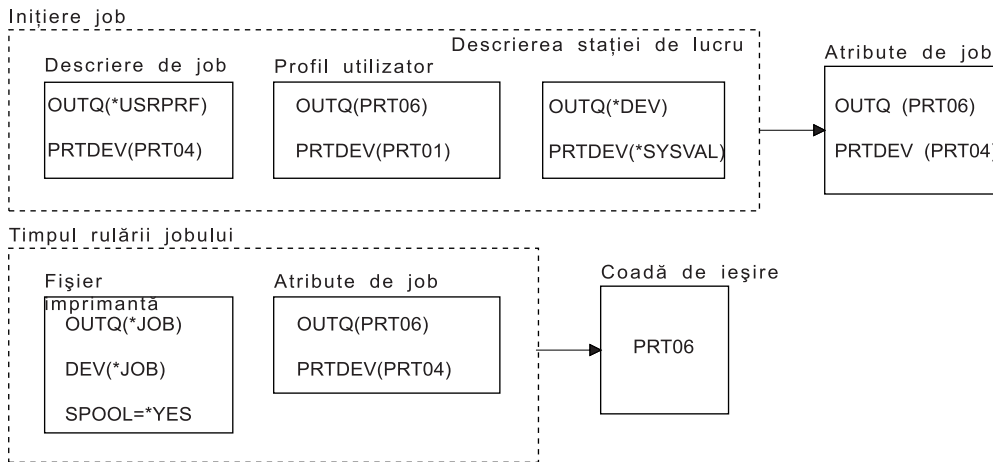 Inițiere job
Descrierea stației de lucru
Descriere de job
Profil utilizator
Atribute de job
OUTQ(*USRPRF)
PRTDEV(PRT04)
OUTQ(PRT06)
PRTDEV(PRT01)
OUTQ(*DEV)
PRTDEV(*SYSVAL)
OUTQ (PRT06)
PRTDEV (PRT04)
Timpul rulării jobului
Fişier
imprimantă
OUTQ(*JOB)
DEV(*JOB)
SPOOL=*YES
Atribute de job
OUTQ(PRT06)
PRTDEV(PRT04)
Coadă de ieşire
PRT06